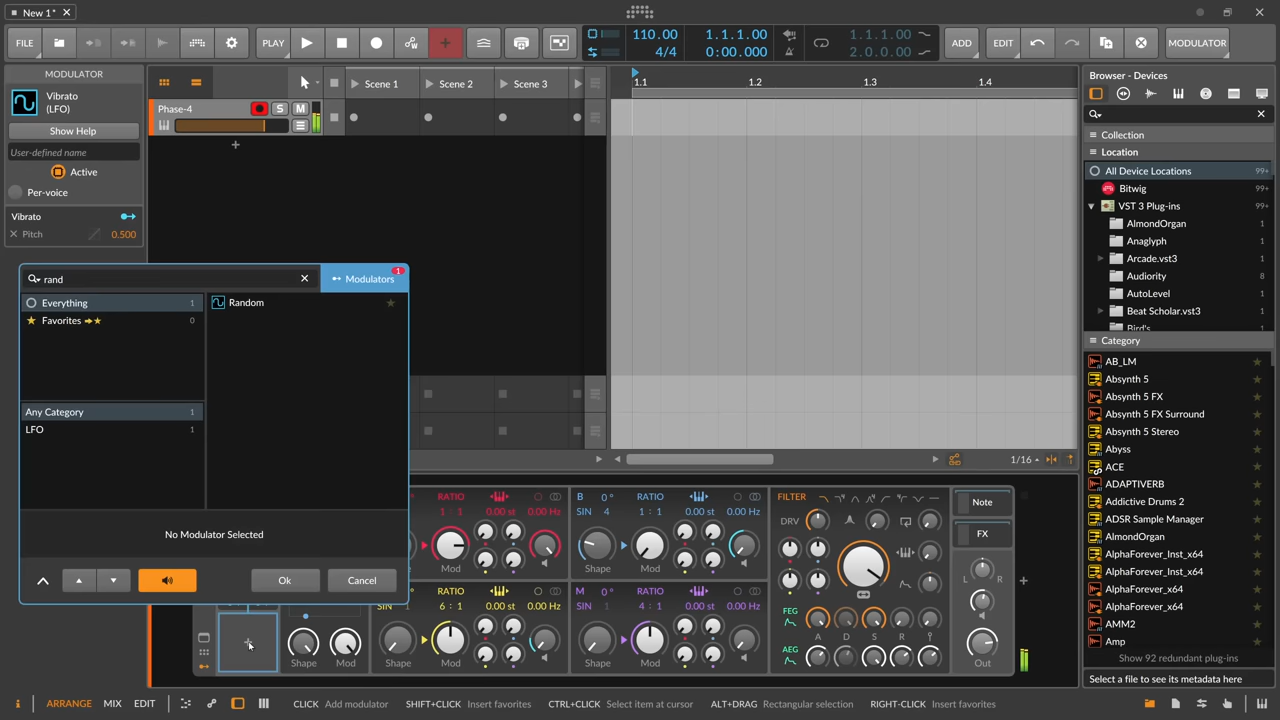 New 1*
FILE
PLAY
110.00
4/4
1.1.1.00
0:00.000
1.1.1.00
2.0.0.00
ADD
EDIT
MODULATOR
MODULATOR
Vibrato
(LFO)
Show Help
User-defined name
Active
Per-voice
Vibrato
Pitch
0.500
Scene 1
Scene 2
Scene 3
Phase-4
S
M
1.1
1.2
1.3
1.4
1/16
rand
Modulators
1
Everything 1
Favorites 0
Random
Any Category 1
LFO 1
No Modulator Selected
Ok
Cancel
RATIO
1 : 1
0.00 st
0.00 Hz
Mod
B
0°
SIN
4
RATIO
1 : 1
0.00 st
0.00 Hz
Shape
Mod
SIN
1
6 : 1
0.00 st
0.00 Hz
Shape
Mod
M
0°
SIN
1
RATIO
4 : 1
0.00 st
0.00 Hz
Shape
Mod
Shape
Mod
FILTER
DRV
FEG
A
D
S
R
AEG
Note
FX
L
R
Out
Browser - Devices
Collection
Location
All Device Locations 99+
Bitwig 99+
VST 3 Plug-ins 99+
AlmondOrgan 1
Anaglyph 1
Arcade.vst3 1
Audiority 8
AutoLevel 1
Beat Scholar.vst3 1
Bird's 1
Category
AB_LM
Absynth 5
Absynth 5 FX
Absynth 5 FX Surround
Absynth 5 Stereo
Abyss
ACE
ADAPTIVERB
Addictive Drums 2
ADSR Sample Manager
AlmondOrgan
AlphaForever_Inst_x64
AlphaForever_Inst_x64
AlphaForever_x64
AlphaForever_x64
AMM2
Amp
Show 92 redundant plug-ins
Select a file to see its metadata here
i
ARRANGE
MIX
EDIT
CLICK Add modulator
SHIFT+CLICK Insert favorites
CTRL+CLICK Select item at cursor
ALT+DRAG Rectangular selection
RIGHT-CLICK Insert favorites